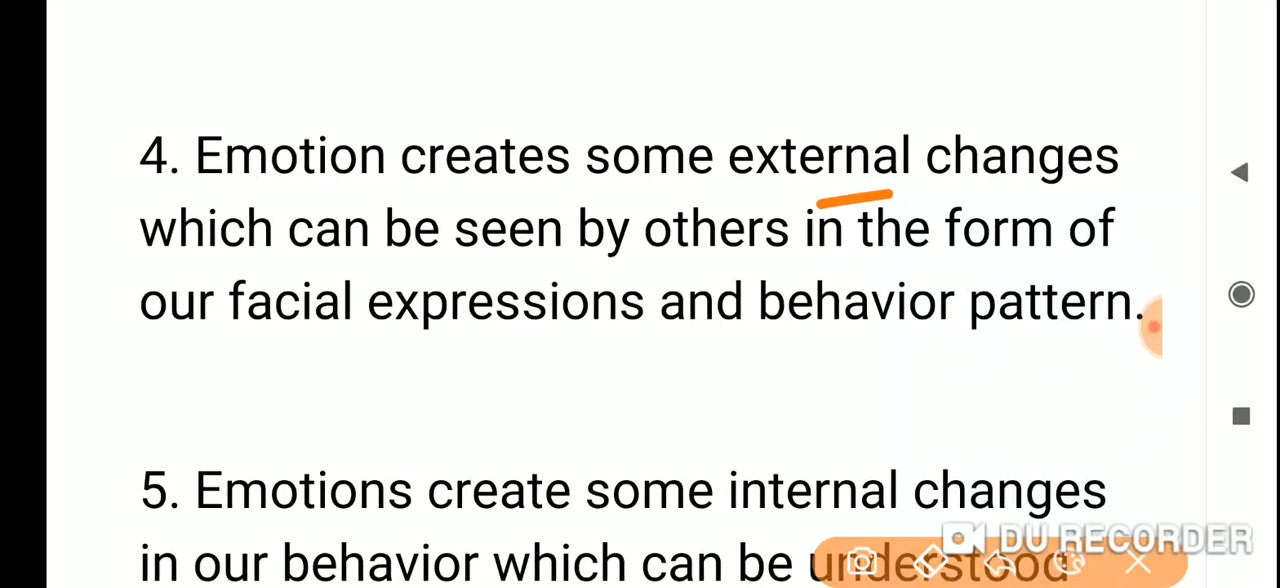 4. Emotion creates some external changes
which can be seen by others in the form of
our facial expressions and behavior pattern.
5. Emotions create some internal changes
in our behavior which can be understood
DU RECORDER